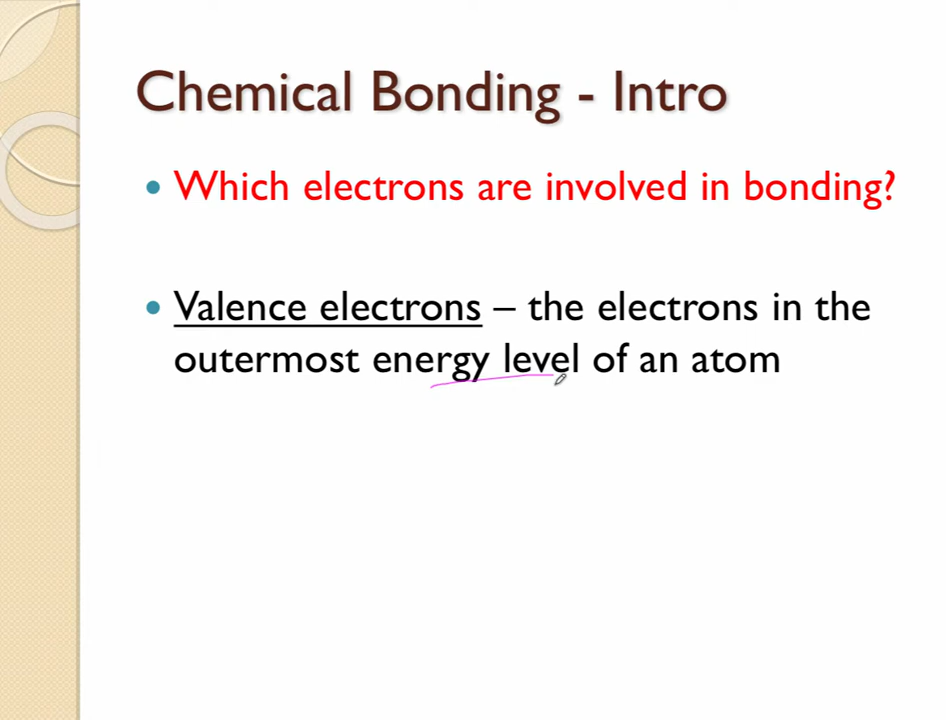 Chemical Bonding - Intro
• Which electrons are involved in bonding?
• Valence electrons – the electrons in the
outermost energy level of an atom